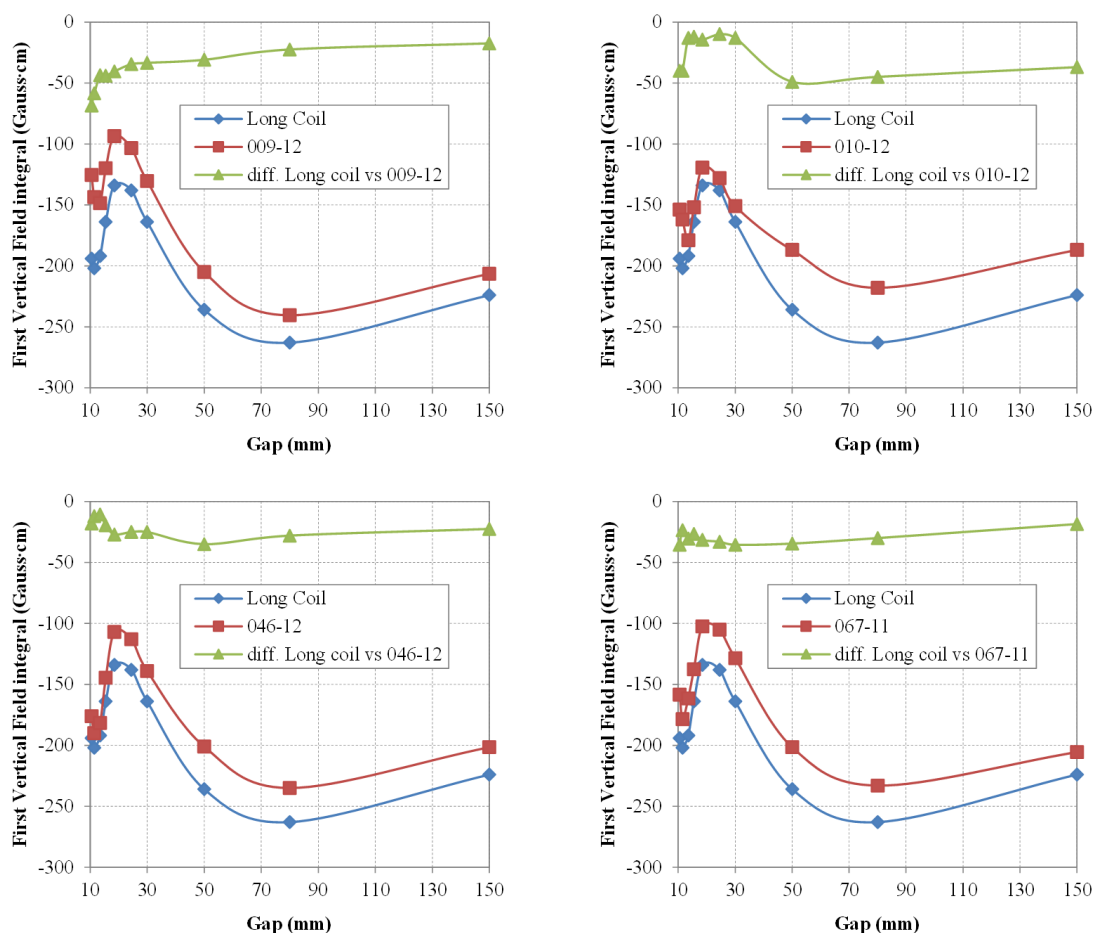 First Vertical Field integral (Gauss·cm)
0
-50
-100
-150
-200
-250
-300
Long Coil
009-12
diff. Long coil vs 009-12
10 30 50 70 90 110 130 150
Gap (mm)
First Vertical Field integral (Gauss·cm)
0
-50
-100
-150
-200
-250
-300
Long Coil
010-12
diff. Long coil vs 010-12
10 30 50 70 90 110 130 150
Gap (mm)
First Vertical Field integral (Gauss·cm)
0
-50
-100
-150
-200
-250
-300
Long Coil
046-12
diff. Long coil vs 046-12
10 30 50 70 90 110 130 150
Gap (mm)
First Vertical Field integral (Gauss·cm)
0
-50
-100
-150
-200
-250
-300
Long Coil
067-11
diff. Long coil vs 067-11
10 30 50 70 90 110 130 150
Gap (mm)